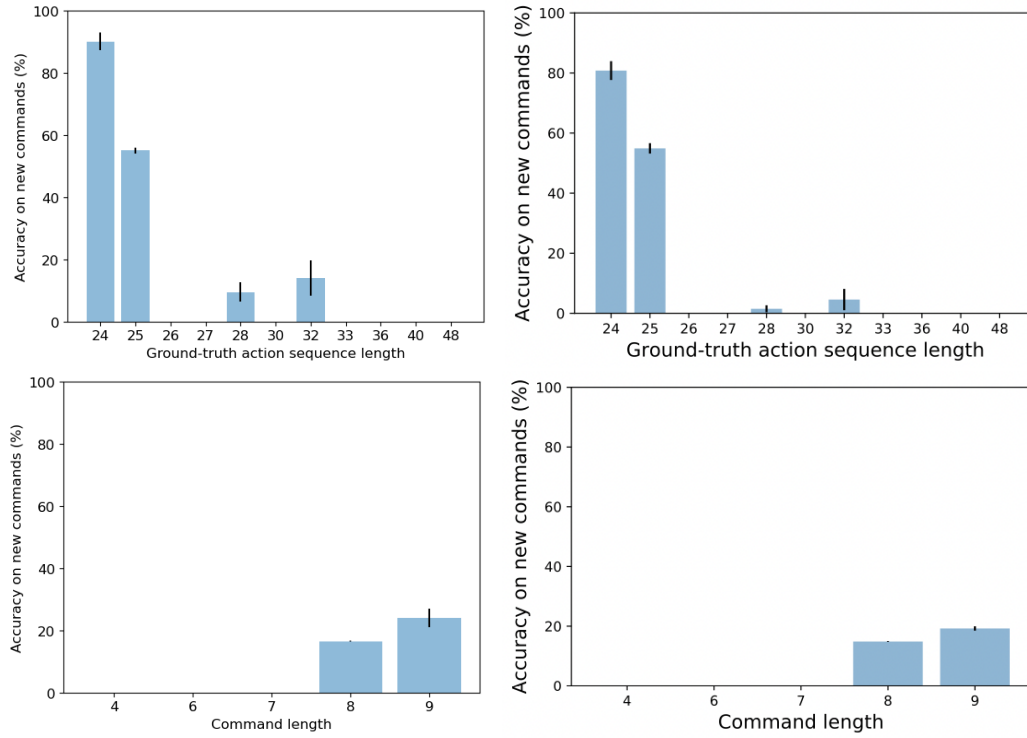 Accuracy on new commands (%)
100
80
60
40
20
0
24 25 26 27 28 30 32 33 36 40 48
Ground-truth action sequence length
Accuracy on new commands (%)
100
80
60
40
20
0
24 25 26 27 28 30 32 33 36 40 48
Ground-truth action sequence length
Accuracy on new commands (%)
100
80
60
40
20
0
4 6 7 8 9
Command length
Accuracy on new commands (%)
100
80
60
40
20
0
4 6 7 8 9
Command length